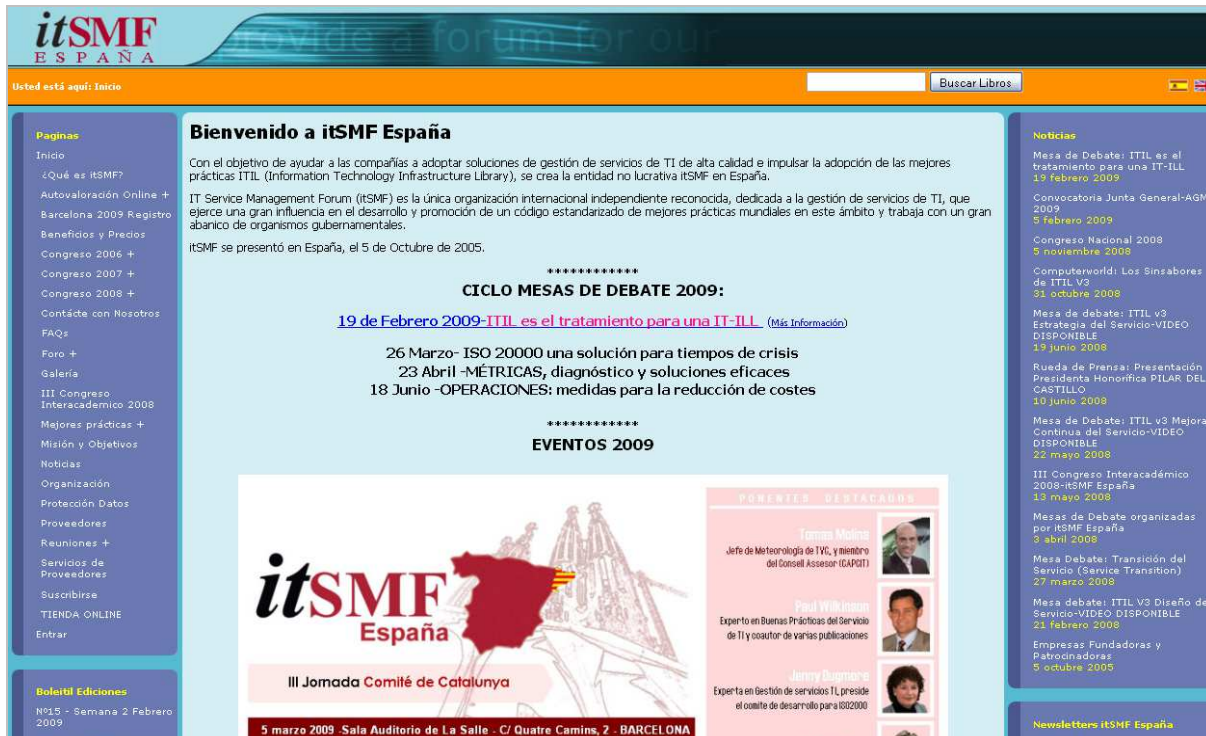 itSMF
ESPAÑA
provide a forum for our
Usted está aquí: Inicio
Buscar Libros
Paginas
Inicio
¿Qué es itSMF?
Autovaloración Online +
Barcelona 2009 Registro
Beneficios y Precios
Congreso 2006 +
Congreso 2007 +
Congreso 2008 +
Contácte con Nosotros
FAQs
Foro +
Galería
III Congreso
Interacademico 2008
Mejores prácticas +
Misión y Objetivos
Noticias
Organización
Protección Datos
Proveedores
Reuniones +
Servicios de
Proveedores
Suscribirse
TIENDA ONLINE
Entrar
Boleitil Ediciones
Nº15 - Semana 2 Febrero
2009
Bienvenido a itSMF España
Con el objetivo de ayudar a las compañías a adoptar soluciones de gestión de servicios de TI de alta calidad e impulsar la adopción de las mejores
prácticas ITIL (Information Technology Infrastructure Library), se crea la entidad no lucrativa itSMF en España.
IT Service Management Forum (itSMF) es la única organización internacional independiente reconocida, dedicada a la gestión de servicios de TI, que
ejerce una gran influencia en el desarrollo y promoción de un código estandarizado de mejores prácticas mundiales en este ámbito y trabaja con un gran
abanico de organismos gubernamentales.
itSMF se presentó en España, el 5 de Octubre de 2005.
************
CICLO MESAS DE DEBATE 2009:
19 de Febrero 2009-ITIL es el tratamiento para una IT-ILL (Más Información)
26 Marzo- ISO 20000 una solución para tiempos de crisis
23 Abril -MÉTRICAS, diagnóstico y soluciones eficaces
18 Junio -OPERACIONES: medidas para la reducción de costes
************
EVENTOS 2009
itSMF
España
III Jornada Comité de Catalunya
5 marzo 2009 -Sala Auditorio de La Salle - C/ Quatre Camins, 2 - BARCELONA
PONENTES DESTACADOS
Tomas Molina
Jefe de Meteorología de TVC, y miembro
del Consell Assesor (CAPCIT)
Paul Wilkinson
Experto en Buenas Prácticas del Servicio
de TI y coautor de varias publicaciones
Jenny Dugmore
Experta en Gestión de servicios TI, preside
el comite de desarrollo para ISO2000
Noticias
Mesa de Debate: ITIL es el
tratamiento para una IT-ILL
19 febrero 2009
Convocatoria Junta General-AGM
2009
5 febrero 2009
Congreso Nacional 2008
5 noviembre 2008
Computerworld: Los Sinsabores
de ITIL V3
31 octubre 2008
Mesa de debate: ITIL v3
Estrategia del Servicio-VIDEO
DISPONIBLE
19 junio 2008
Rueda de Prensa: Presentación
Presidenta Honorífica PILAR DEL
CASTILLO
10 junio 2008
Mesa de Debate: ITIL v3 Mejora
Continua del Servicio-VIDEO
DISPONIBLE
22 mayo 2008
III Congreso Interacadémico
2008-itSMF España
13 mayo 2008
Mesas de Debate organizadas
por itSMF España
3 abril 2008
Mesa Debate: Transición del
Servicio (Service Transition)
27 marzo 2008
Mesa debate: ITIL V3 Diseño de
Servicio-VIDEO DISPONIBLE
21 febrero 2008
Empresas Fundadoras y
Patrocinadoras
5 octubre 2005
Newsletters itSMF España